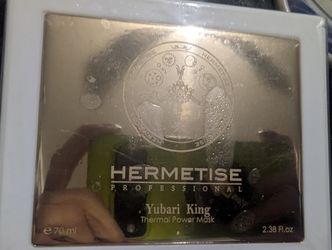 HERMETISE
PROFESSIONAL
Yubari King
Thermal Power Mask
e 70 ml
2.38 Fl.oz